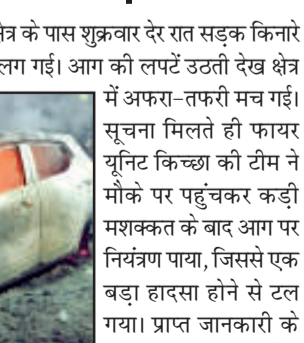 क्षेत्र के पास शुक्रवार देर रात सड़क किनारे
लग गई। आग की लपटें उठती देख क्षेत्र
में अफरा-तफरी मच गई।
सूचना मिलते ही फायर
यूनिट किच्छा की टीम ने
मौके पर पहुंचकर कड़ी
मशक्कत के बाद आग पर
नियंत्रण पाया, जिससे एक
बड़ा हादसा होने से टल
गया। प्राप्त जानकारी के